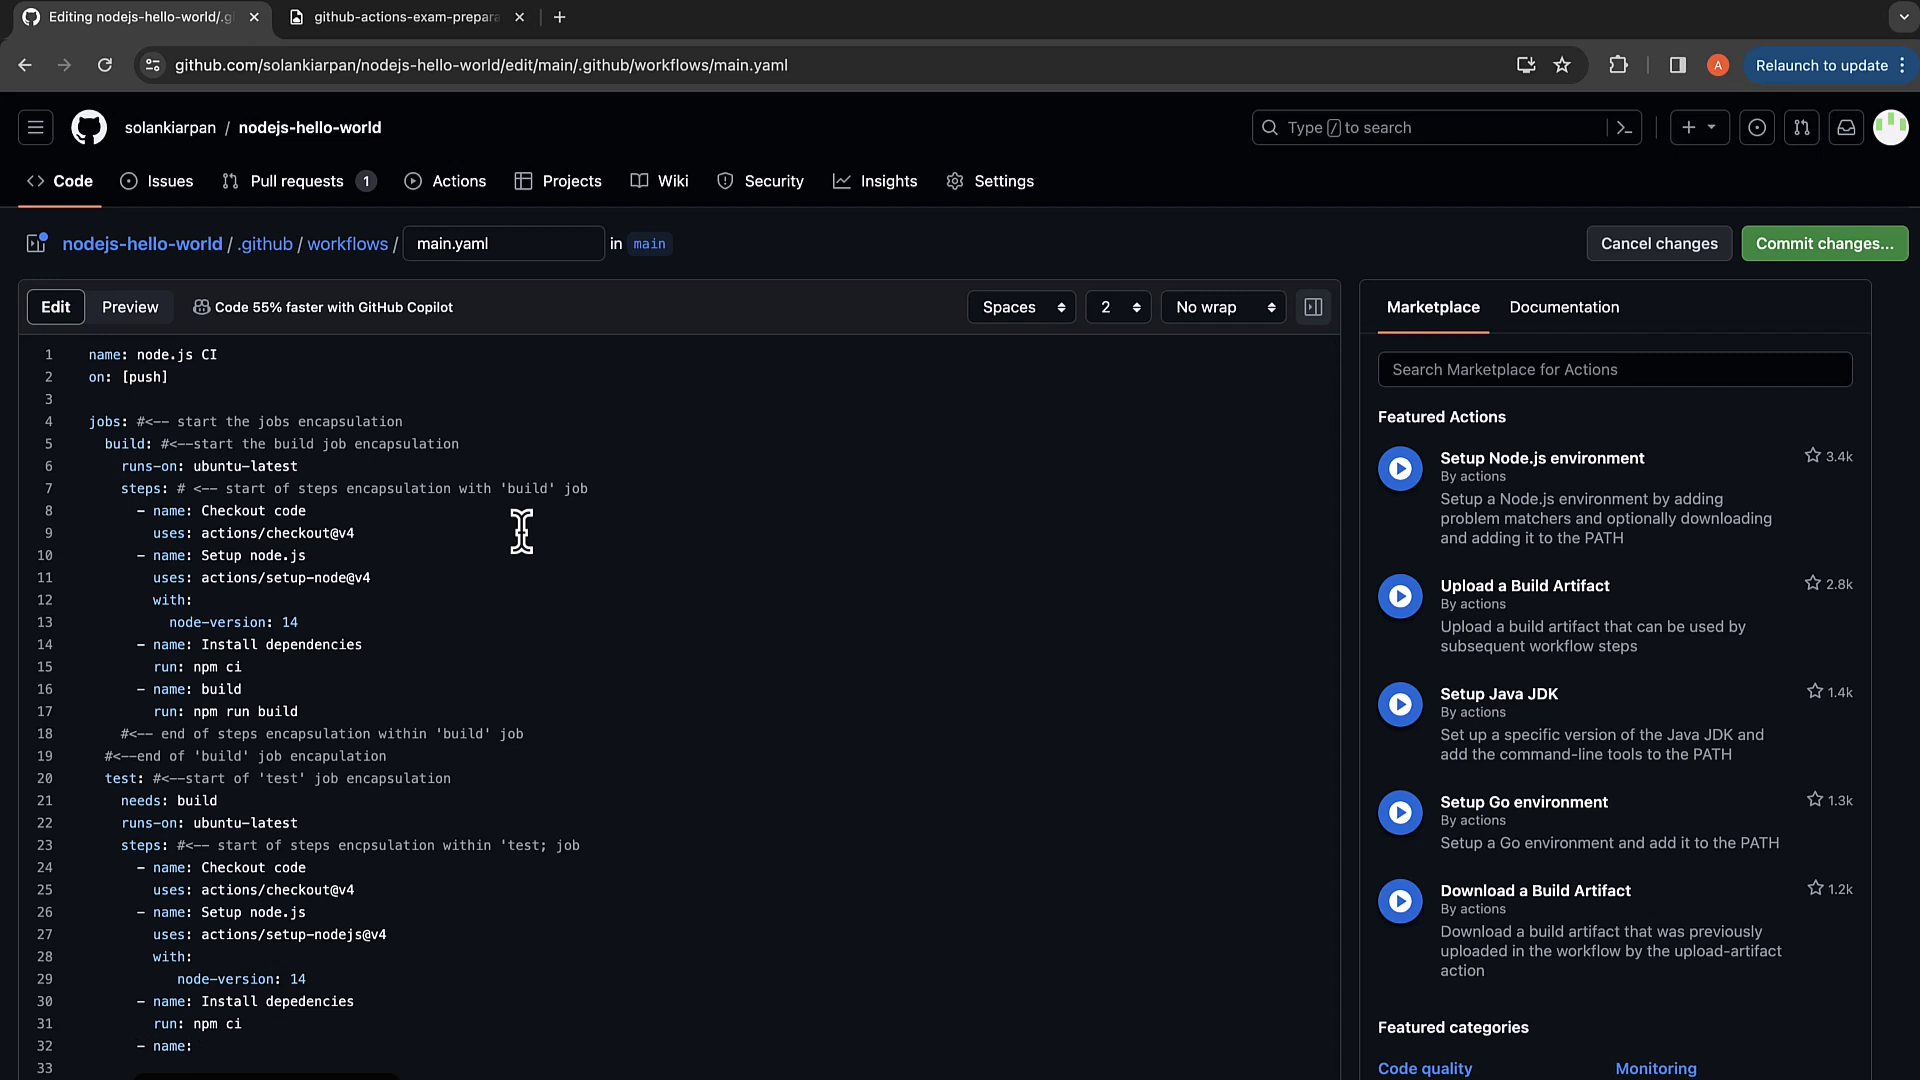 Editing nodejs-hello-world/.g
github-actions-exam-prepara
github.com/solankiarpan/nodejs-hello-world/edit/main/.github/workflows/main.yaml
A
Relaunch to update
solankiarpan / nodejs-hello-world
Type / to search
Code
Issues
Pull requests 1
Actions
Projects
Wiki
Security
Insights
Settings
nodejs-hello-world / .github / workflows / main.yaml in main
Cancel changes
Commit changes...
Edit
Preview
Code 55% faster with GitHub Copilot
Spaces
2
No wrap
1 name: node.js CI
2 on: [push]
3
4 jobs: #<-- start the jobs encapsulation
5 build: #<--start the build job encapsulation
6 runs-on: ubuntu-latest
7 steps: # <-- start of steps encapsulation with 'build' job
8 - name: Checkout code
9 uses: actions/checkout@v4
10 - name: Setup node.js
11 uses: actions/setup-node@v4
12 with:
13 node-version: 14
14 - name: Install dependencies
15 run: npm ci
16 - name: build
17 run: npm run build
18 #<-- end of steps encapsulation within 'build' job
19 #<--end of 'build' job encapulation
20 test: #<--start of 'test' job encapsulation
21 needs: build
22 runs-on: ubuntu-latest
23 steps: #<-- start of steps encpsulation within 'test; job
24 - name: Checkout code
25 uses: actions/checkout@v4
26 - name: Setup node.js
27 uses: actions/setup-nodejs@v4
28 with:
29 node-version: 14
30 - name: Install depedencies
31 run: npm ci
32 - name:
33
Marketplace
Documentation
Search Marketplace for Actions
Featured Actions
Setup Node.js environment 3.4k
By actions
Setup a Node.js environment by adding
problem matchers and optionally downloading
and adding it to the PATH
Upload a Build Artifact 2.8k
By actions
Upload a build artifact that can be used by
subsequent workflow steps
Setup Java JDK 1.4k
By actions
Set up a specific version of the Java JDK and
add the command-line tools to the PATH
Setup Go environment 1.3k
By actions
Setup a Go environment and add it to the PATH
Download a Build Artifact 1.2k
By actions
Download a build artifact that was previously
uploaded in the workflow by the upload-artifact
action
Featured categories
Code quality
Monitoring